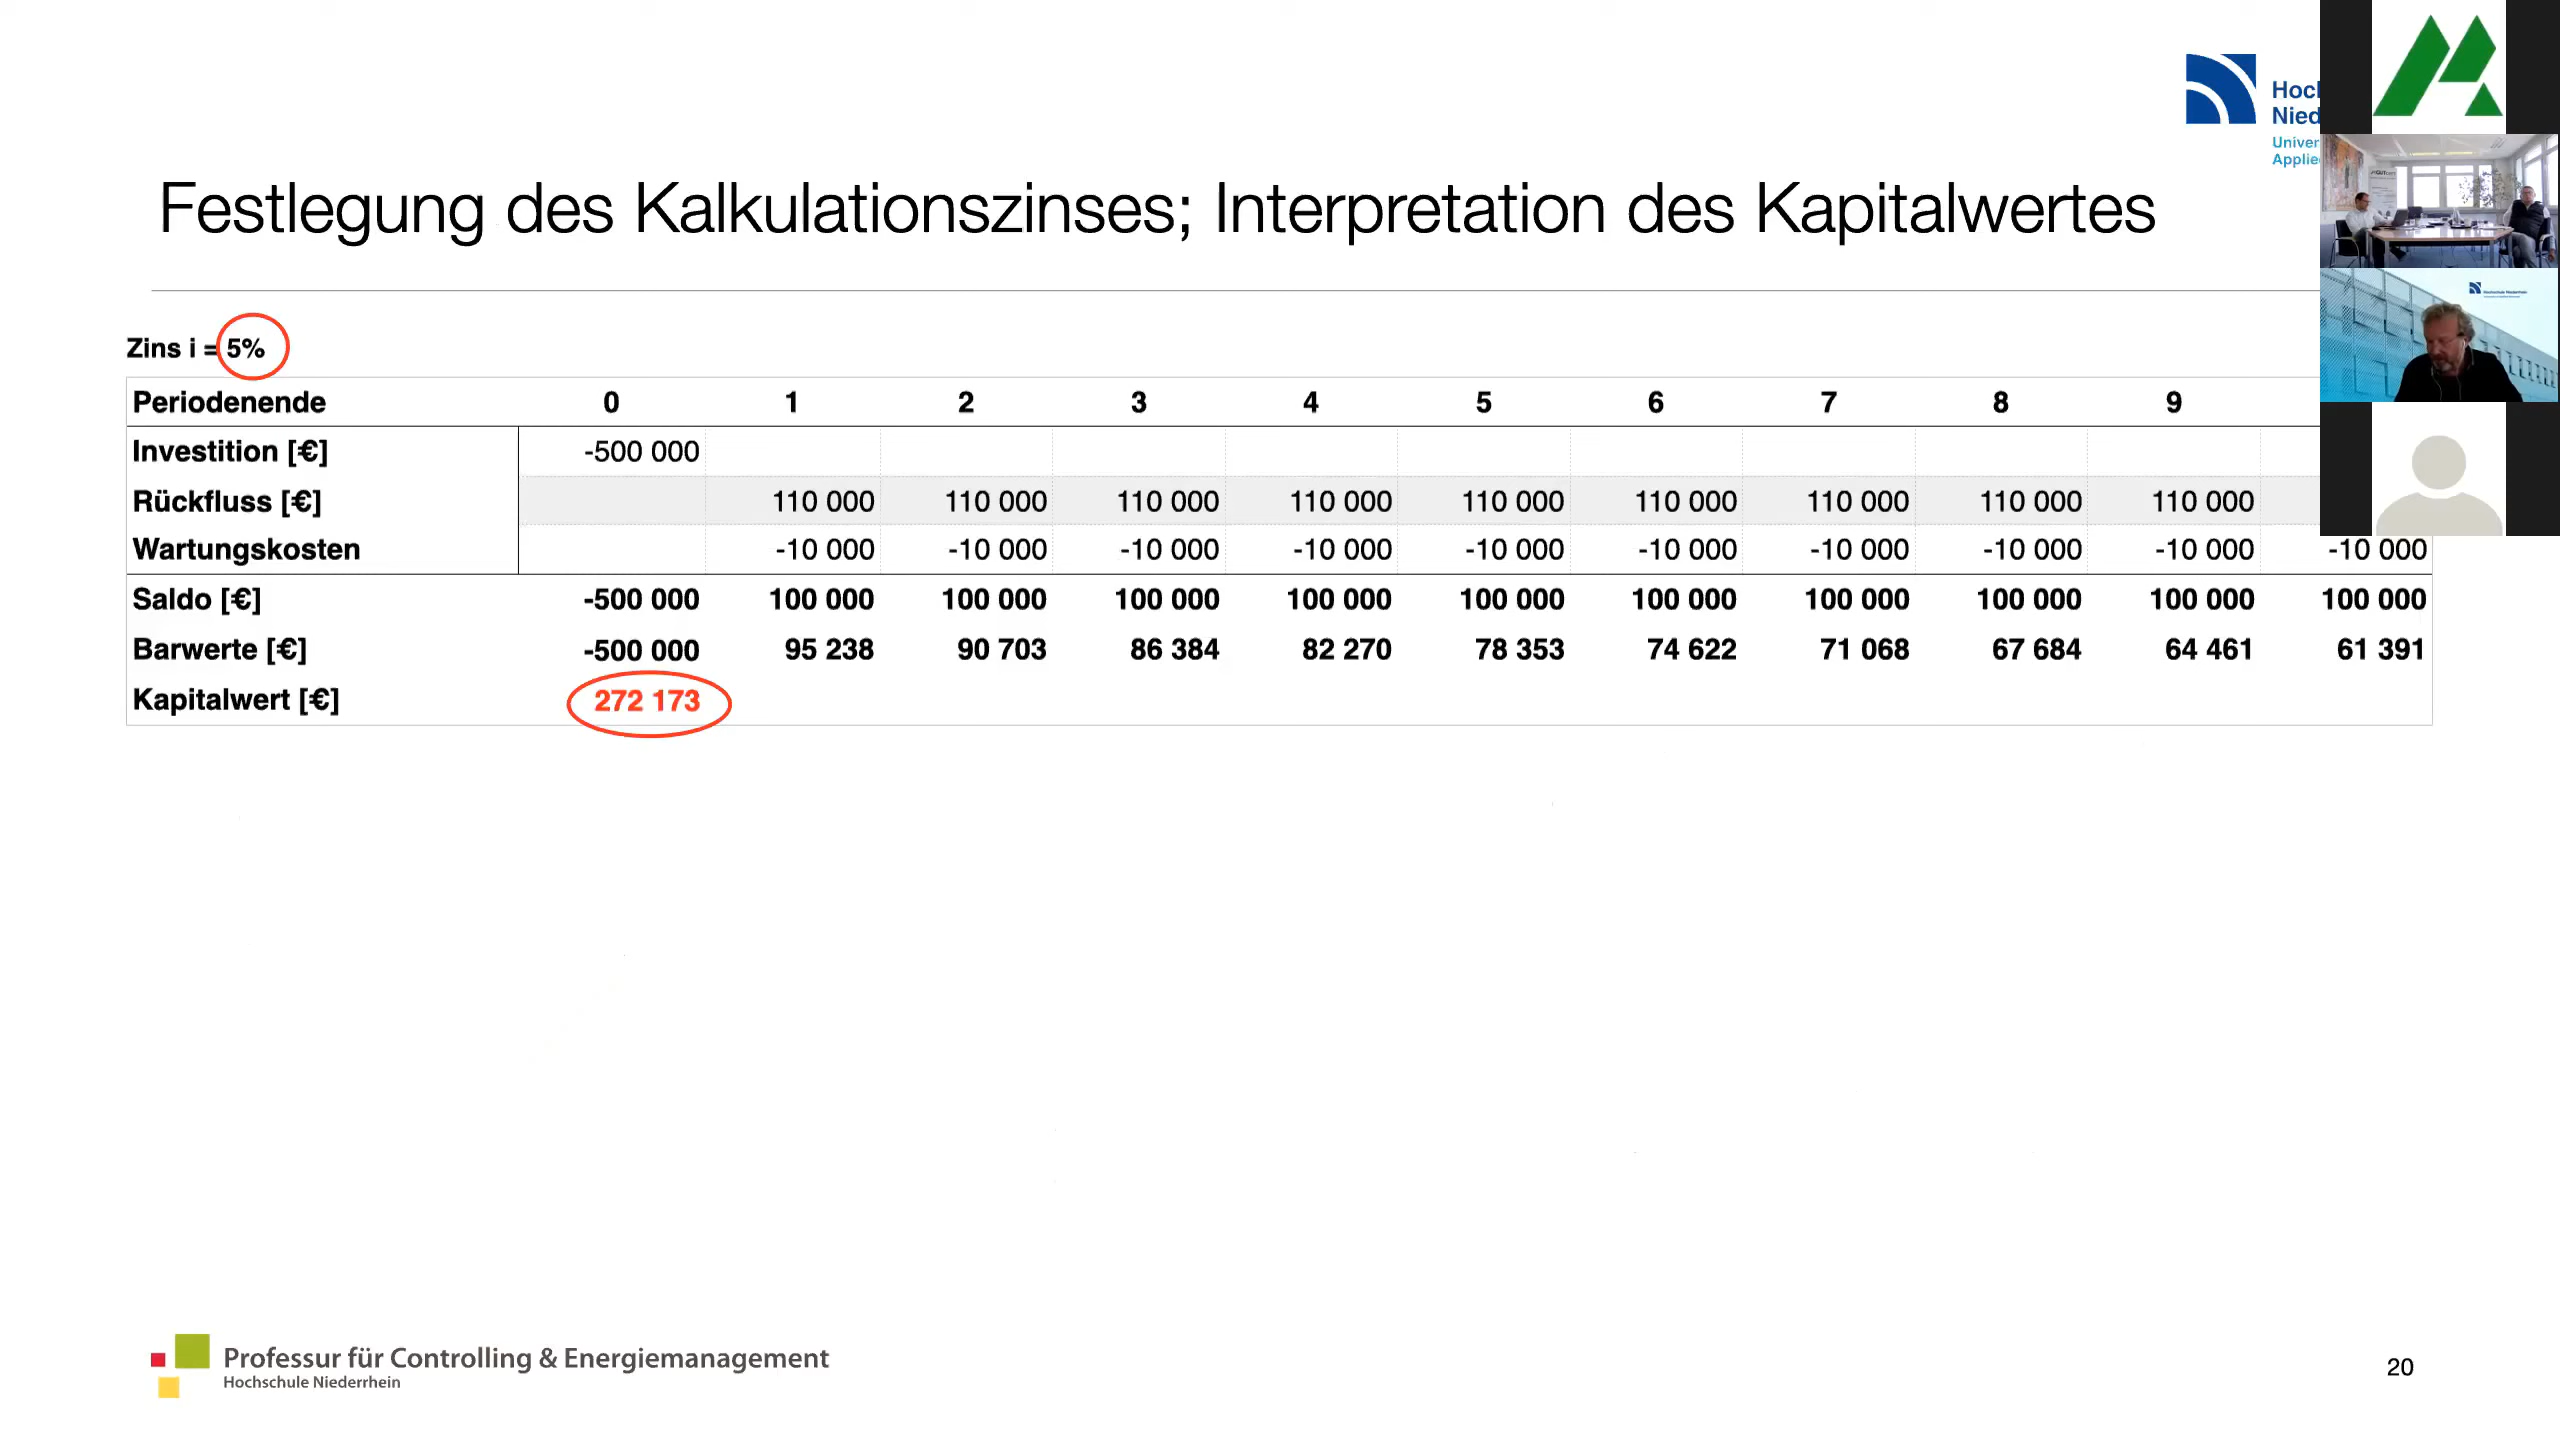 Hoc
Nied
Univer
Applie
Festlegung des Kalkulationszinses; Interpretation des Kapitalwertes
Zins i = 5%
Periodenende 0 1 2 3 4 5 6 7 8 9
Investition [€] -500 000
Rückfluss [€] 110 000 110 000 110 000 110 000 110 000 110 000 110 000 110 000 110 000
Wartungskosten -10 000 -10 000 -10 000 -10 000 -10 000 -10 000 -10 000 -10 000 -10 000 -10 000
Saldo [€] -500 000 100 000 100 000 100 000 100 000 100 000 100 000 100 000 100 000 100 000 100 000
Barwerte [€] -500 000 95 238 90 703 86 384 82 270 78 353 74 622 71 068 67 684 64 461 61 391
Kapitalwert [€] 272 173
Professur für Controlling & Energiemanagement
Hochschule Niederrhein
20